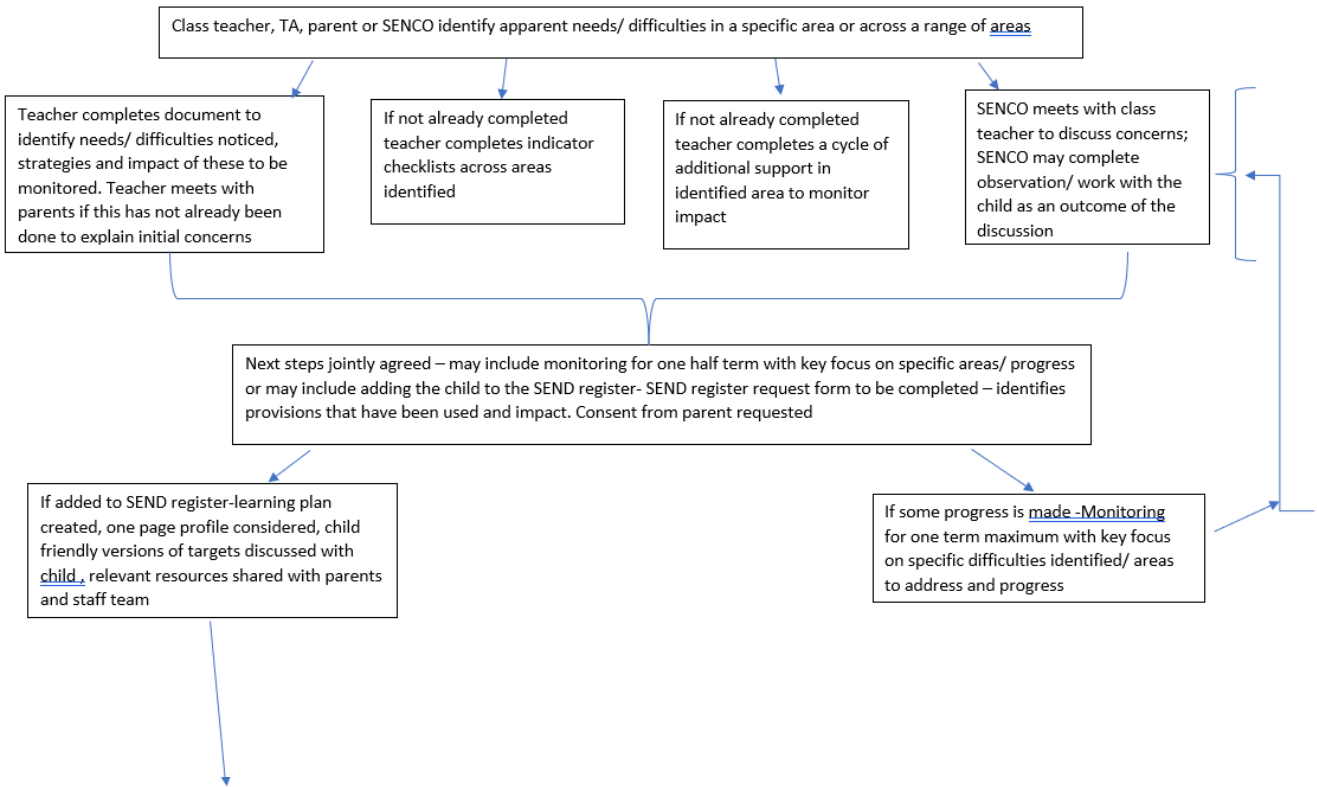 Class teacher, TA, parent or SENCO identify apparent needs/ difficulties in a specific area or across a range of areas
Teacher completes document to
identify needs/ difficulties noticed,
strategies and impact of these to be
monitored. Teacher meets with
parents if this has not already been
done to explain initial concerns
If not already completed
teacher completes indicator
checklists across areas
identified
If not already completed
teacher completes a cycle of
additional support in
identified area to monitor
impact
SENCO meets with class
teacher to discuss concerns;
SENCO may complete
observation/ work with the
child as an outcome of the
discussion
Next steps jointly agreed – may include monitoring for one half term with key focus on specific areas/ progress
or may include adding the child to the SEND register- SEND register request form to be completed – identifies
provisions that have been used and impact. Consent from parent requested
If added to SEND register-learning plan
created, one page profile considered, child
friendly versions of targets discussed with
child , relevant resources shared with parents
and staff team
If some progress is made -Monitoring
for one term maximum with key focus
on specific difficulties identified/ areas
to address and progress